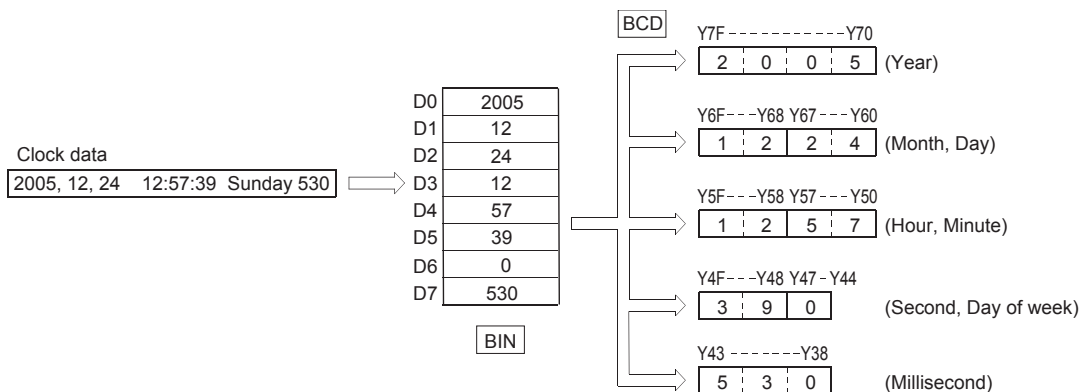 BCD
Y7F------------Y70
2 0 0 5 (Year)
D0 2005
D1 12
D2 24
D3 12
D4 57
D5 39
D6 0
D7 530
BIN
Clock data
2005, 12, 24 12:57:39 Sunday 530
Y6F---Y68 Y67---Y60
1 2 2 4 (Month, Day)
Y5F---Y58 Y57---Y50
1 2 5 7 (Hour, Minute)
Y4F---Y48 Y47-Y44
3 9 0 (Second, Day of week)
Y43-------Y38
5 3 0 (Millisecond)